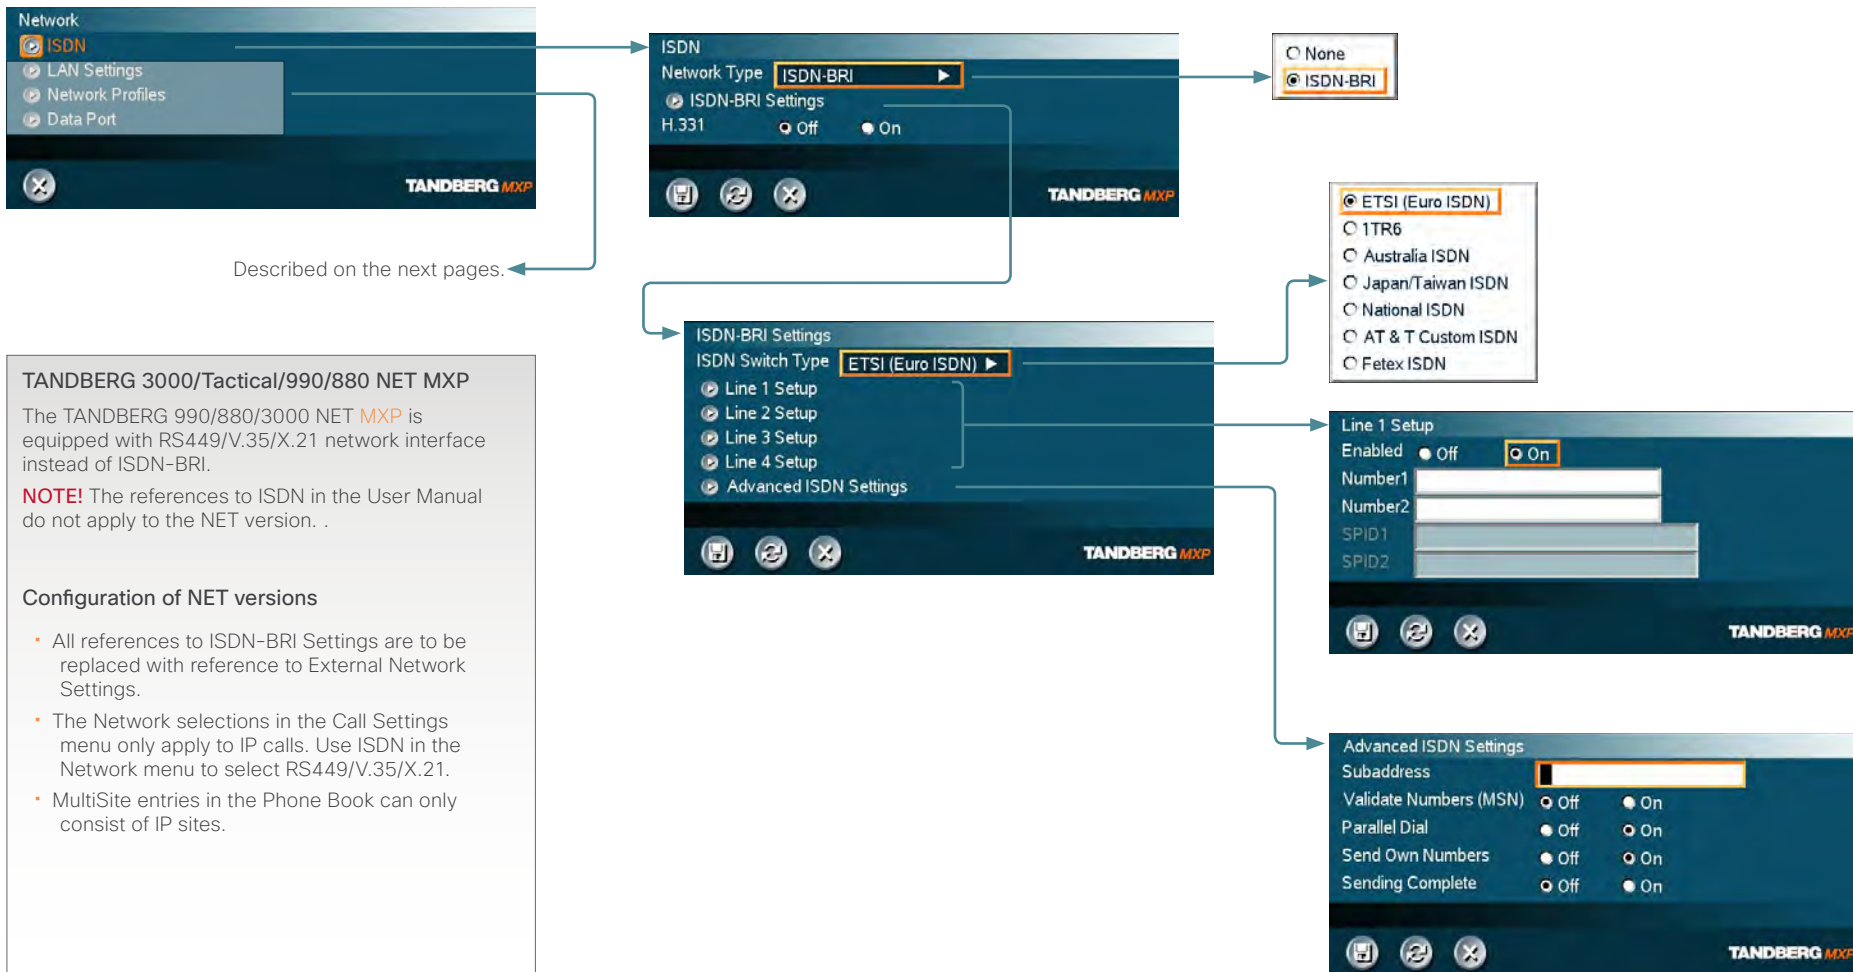 Network
ISDN
LAN Settings
Network Profiles
Data Port
TANDBERG MXP
Described on the next pages.
ISDN
Network Type ISDN-BRI
ISDN-BRI Settings
H.331 Off On
TANDBERG MXP
None
ISDN-BRI
ISDN-BRI Settings
ISDN Switch Type ETSI (Euro ISDN)
Line 1 Setup
Line 2 Setup
Line 3 Setup
Line 4 Setup
Advanced ISDN Settings
TANDBERG MXP
ETSI (Euro ISDN)
1TR6
Australia ISDN
Japan/Taiwan ISDN
National ISDN
AT & T Custom ISDN
Fetex ISDN
Line 1 Setup
Enabled Off On
Number1
Number2
SPID1
SPID2
TANDBERG MXP
Advanced ISDN Settings
Subaddress
Validate Numbers (MSN) Off On
Parallel Dial Off On
Send Own Numbers Off On
Sending Complete Off On
TANDBERG MXP
TANDBERG 3000/Tactical/990/880 NET MXP
The TANDBERG 990/880/3000 NET MXP is
equipped with RS449/V.35/X.21 network interface
instead of ISDN-BRI.
NOTE! The references to ISDN in the User Manual
do not apply to the NET version. .
Configuration of NET versions
· All references to ISDN-BRI Settings are to be
replaced with reference to External Network
Settings.
· The Network selections in the Call Settings
menu only apply to IP calls. Use ISDN in the
Network menu to select RS449/V.35/X.21.
· MultiSite entries in the Phone Book can only
consist of IP sites.